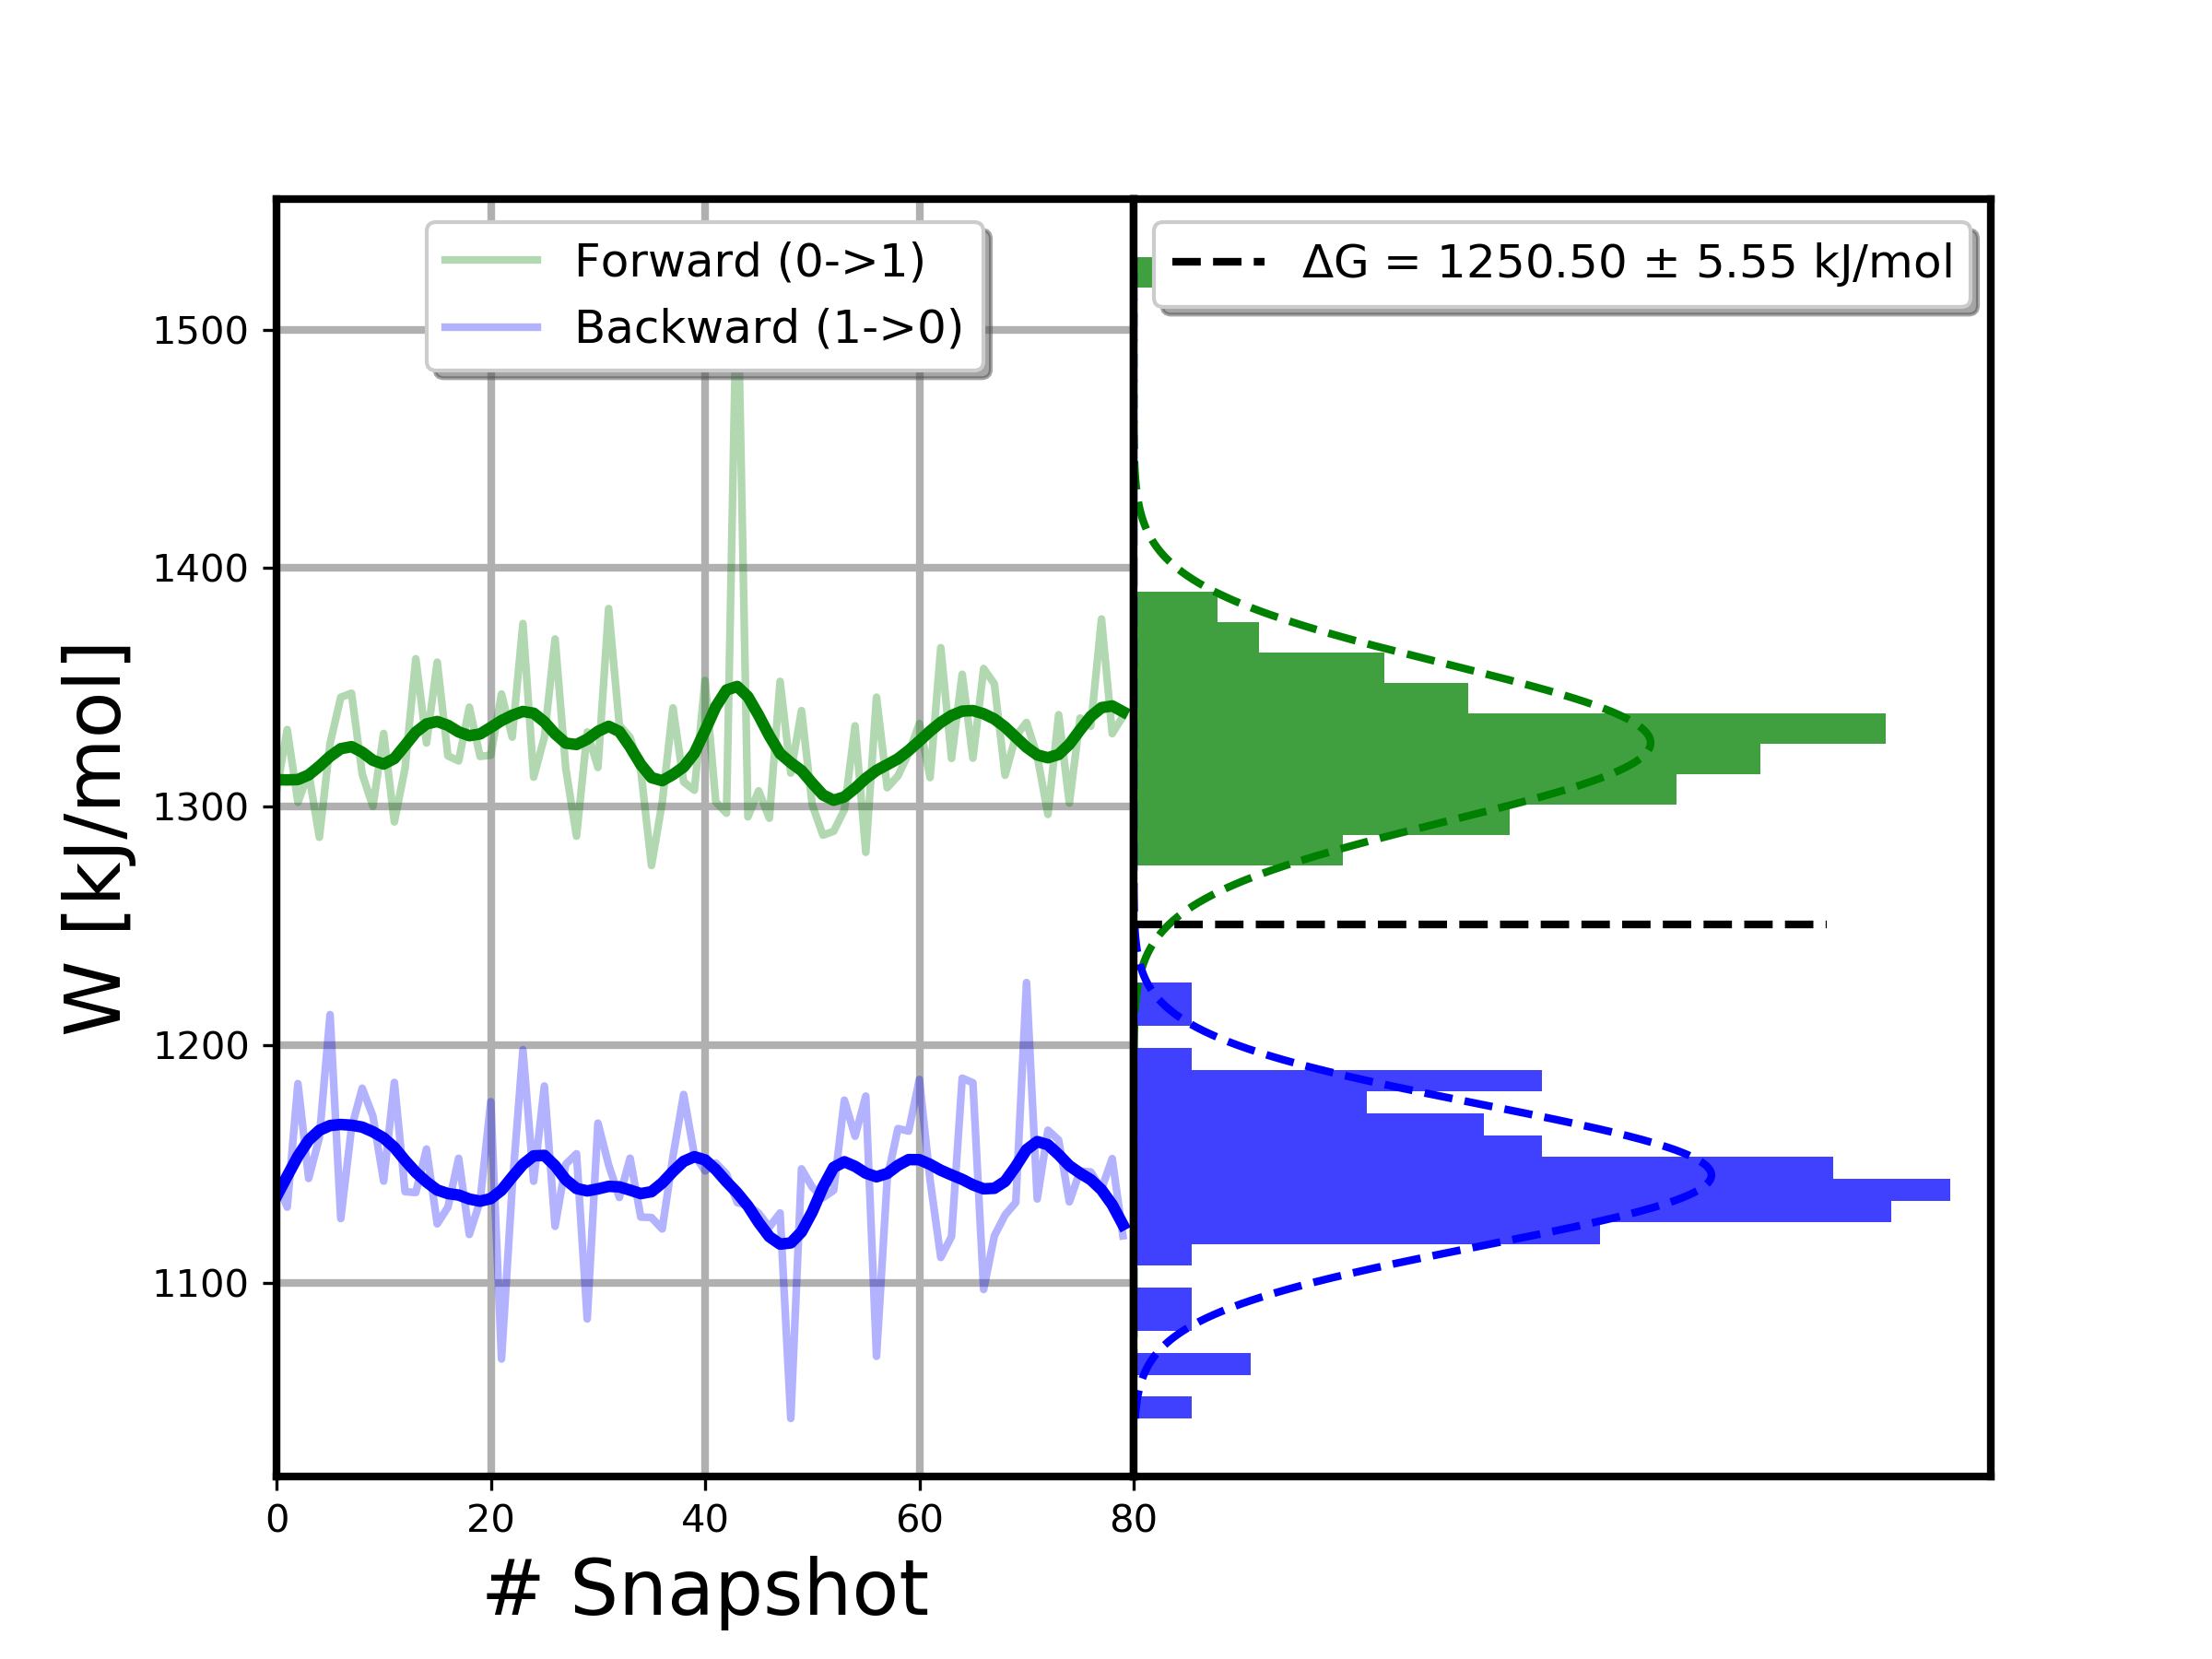 Forward (0->1)
Backward (1->0)
ΔG = 1250.50 ± 5.55 kJ/mol
W [kJ/mol]
1500
1400
1300
1200
1100
0 20 40 60 80
# Snapshot